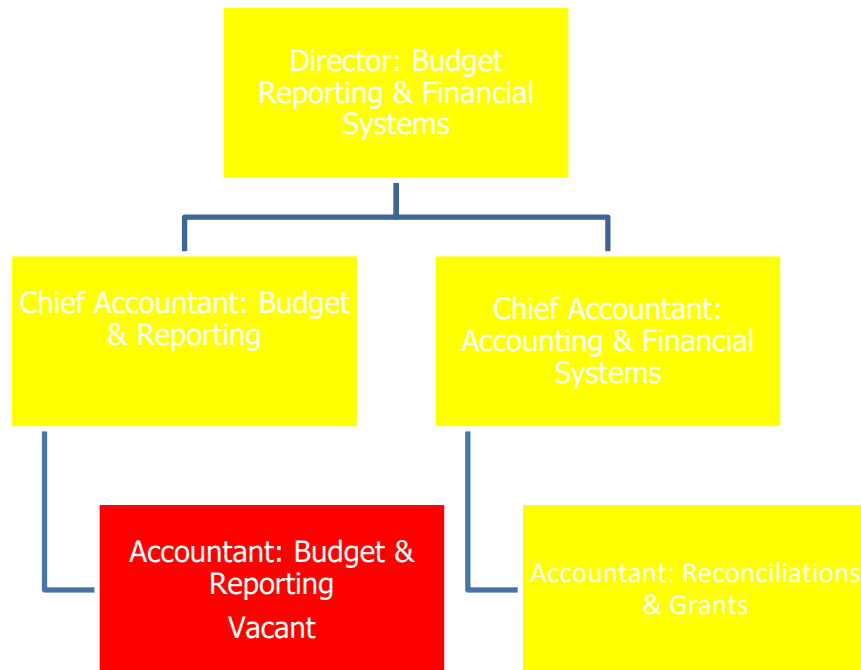 Director: Budget
Reporting & Financial
Systems
Chief Accountant: Budget
& Reporting
Chief Accountant:
Accounting & Financial
Systems
Accountant: Budget &
Reporting
Vacant
Accountant: Reconciliations
& Grants